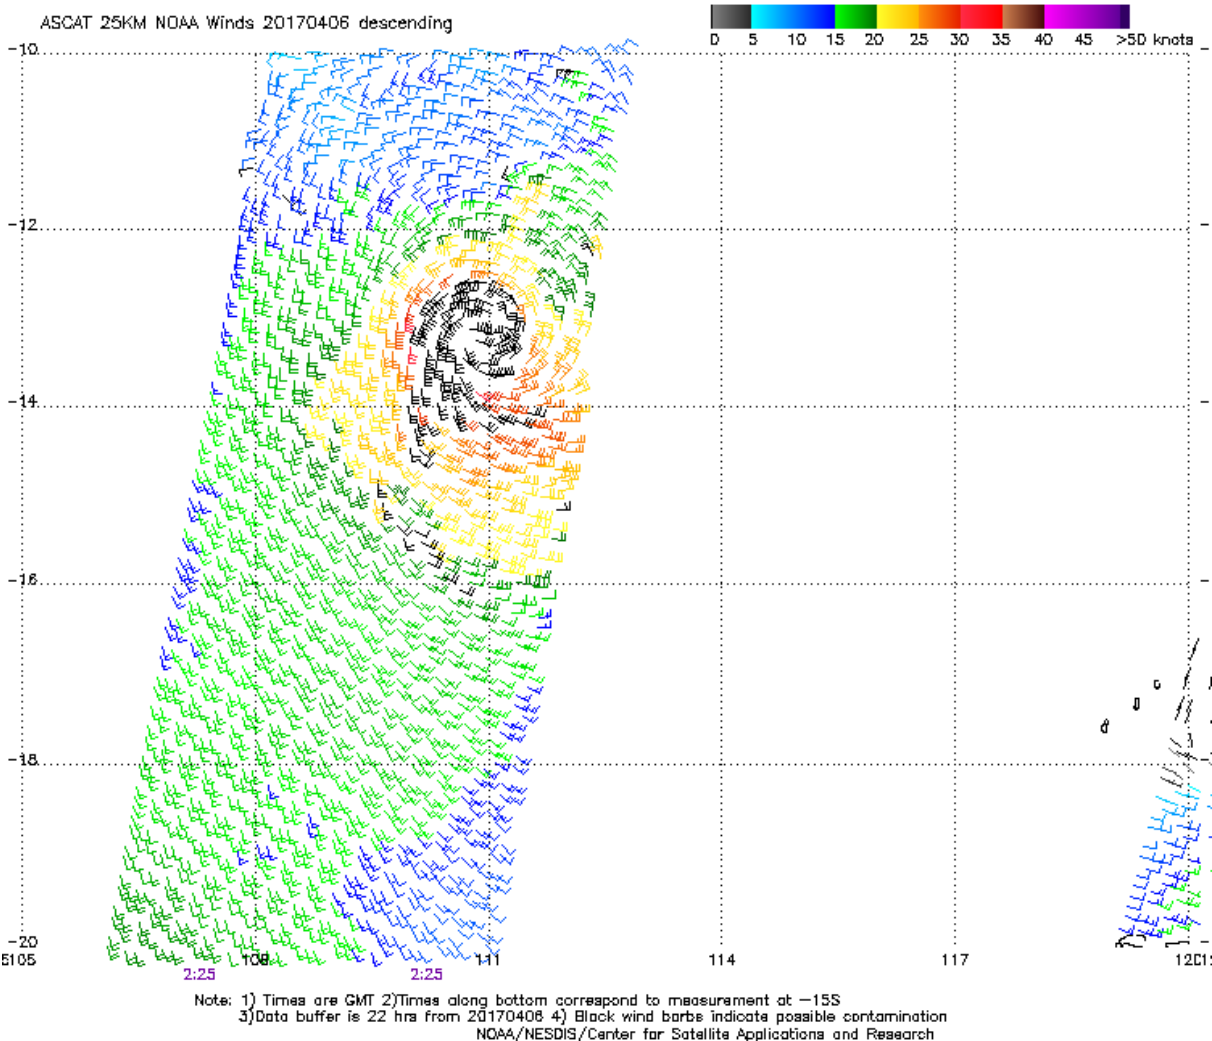 ASCAT 25KM NOAA Winds 20170406 descending
0 5 10 15 20 25 30 35 40 45 >50 knots
-10
-12
-14
-16
-18
-20
108 111 114 117
2:25 2:25
Note: 1) Times are GMT 2)Times along bottom correspond to measurement at -15S
3)Data buffer is 22 hrs from 20170406 4) Black wind barbs indicate possible contamination
NOAA/NESDIS/Center for Satellite Applications and Research